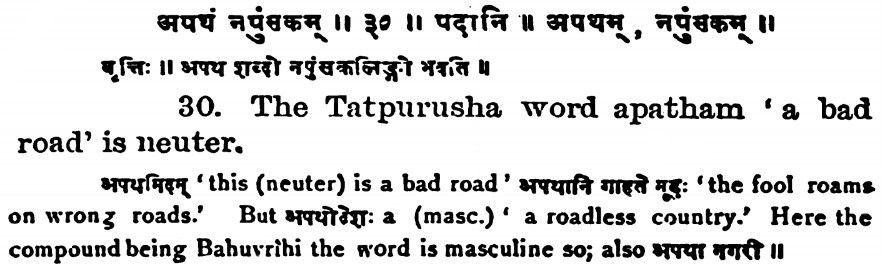 अपथं नपुंसकम् ॥ ३० ॥ पदानि ॥ अपथम् , नपुंसकम् ॥
वृत्तिः ॥ अपथ शब्दो नपुंसकलिङ्गो भवति ॥
30. The Tatpurusha word apatham ‘a bad
road’ is neuter.
अपथमिदम् ‘this (neuter) is a bad road’ अपथानि गाहते मूढः ‘the fool roams
on wrong roads.’ But अपथोदेशः a (masc.) ‘a roadless country.’ Here the
compound being Bahuvrîhi the word is masculine so; also अपथा नगरी ॥